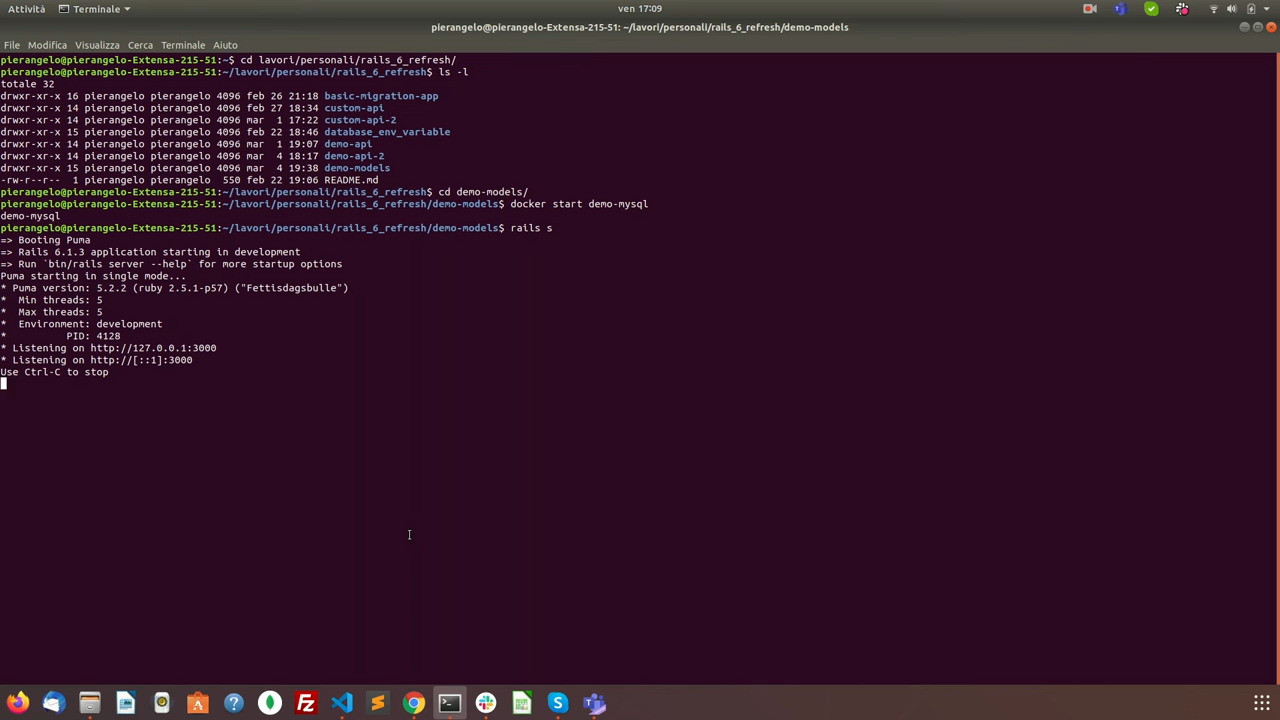 Attività
Terminale
ven 17:09
pierangelo@pierangelo-Extensa-215-51: ~/lavori/personali/rails_6_refresh/demo-models
File Modifica Visualizza Cerca Terminale Aiuto
pierangelo@pierangelo-Extensa-215-51:~$ cd lavori/personali/rails_6_refresh/
pierangelo@pierangelo-Extensa-215-51:~/lavori/personali/rails_6_refresh$ ls -l
totale 32
drwxr-xr-x 16 pierangelo pierangelo 4096 feb 26 21:18 basic-migration-app
drwxr-xr-x 14 pierangelo pierangelo 4096 feb 27 18:34 custom-api
drwxr-xr-x 14 pierangelo pierangelo 4096 mar  1 17:22 custom-api-2
drwxr-xr-x 15 pierangelo pierangelo 4096 feb 22 18:46 database_env_variable
drwxr-xr-x 14 pierangelo pierangelo 4096 mar  1 19:07 demo-api
drwxr-xr-x 14 pierangelo pierangelo 4096 mar  4 18:17 demo-api-2
drwxr-xr-x 15 pierangelo pierangelo 4096 mar  4 19:38 demo-models
-rw-r--r--  1 pierangelo pierangelo  550 feb 22 19:06 README.md
pierangelo@pierangelo-Extensa-215-51:~/lavori/personali/rails_6_refresh$ cd demo-models/
pierangelo@pierangelo-Extensa-215-51:~/lavori/personali/rails_6_refresh/demo-models$ docker start demo-mysql
demo-mysql
pierangelo@pierangelo-Extensa-215-51:~/lavori/personali/rails_6_refresh/demo-models$ rails s
=> Booting Puma
=> Rails 6.1.3 application starting in development
=> Run `bin/rails server --help` for more startup options
Puma starting in single mode...
* Puma version: 5.2.2 (ruby 2.5.1-p57) ("Fettisdagsbulle")
*  Min threads: 5
*  Max threads: 5
*  Environment: development
*          PID: 4128
* Listening on http://127.0.0.1:3000
* Listening on http://[::1]:3000
Use Ctrl-C to stop